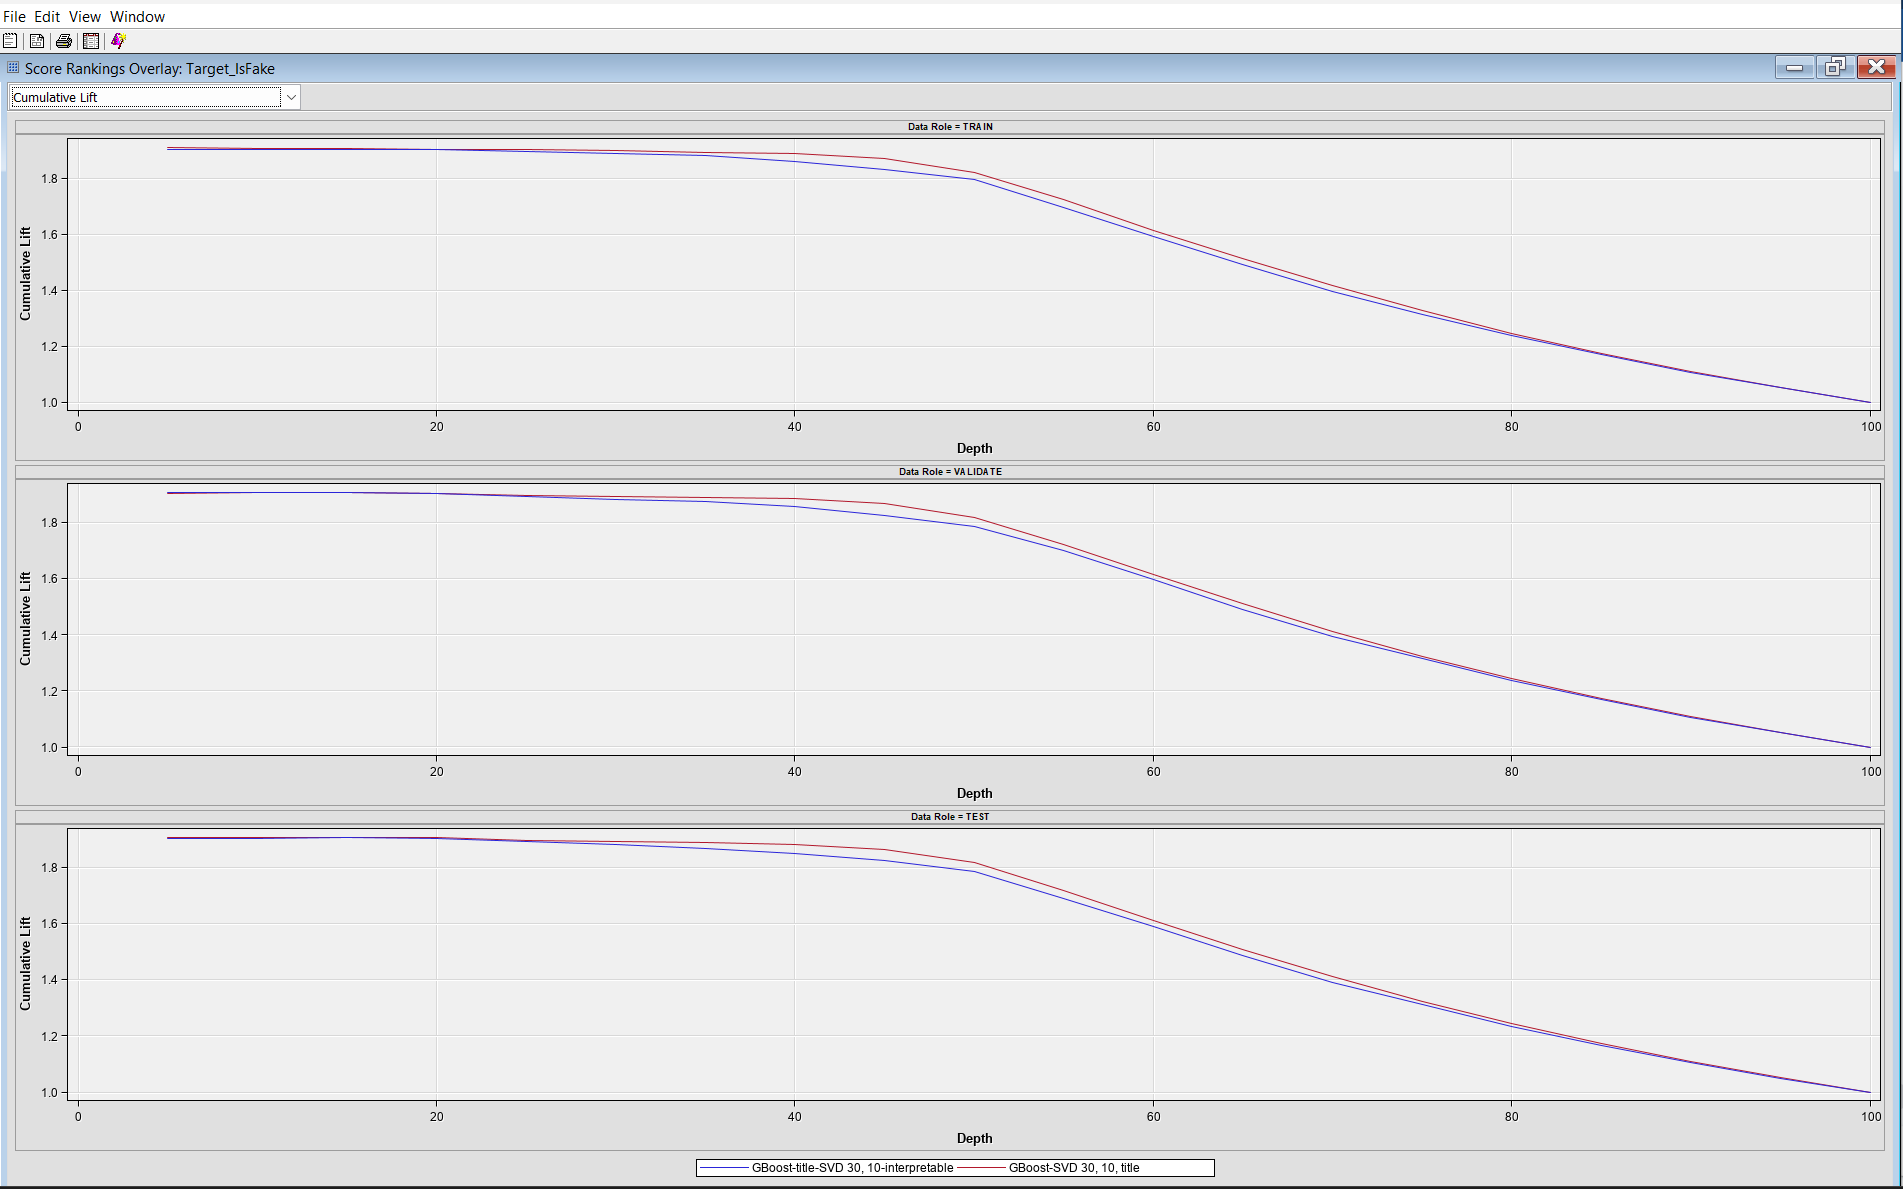 File Edit View Window
Score Rankings Overlay: Target_IsFake
Cumulative Lift
Data Role = TRAIN
Cumulative Lift
1.8
1.6
1.4
1.2
1.0
0 20 40 60 80 100
Depth
Data Role = VALIDATE
Cumulative Lift
1.8
1.6
1.4
1.2
1.0
0 20 40 60 80 100
Depth
Data Role = TEST
Cumulative Lift
1.8
1.6
1.4
1.2
1.0
0 20 40 60 80 100
Depth
GBoost-title-SVD 30, 10-interpretable GBoost-SVD 30, 10, title